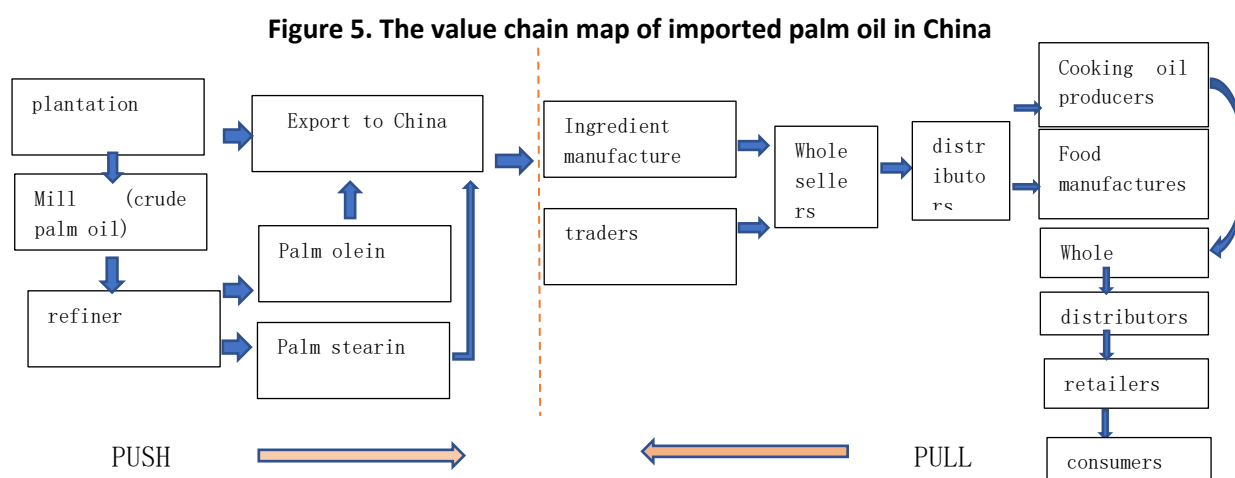 Figure 5. The value chain map of imported palm oil in China
plantation
Export to China
Mill (crude
palm oil)
Palm olein
refiner
Palm stearin
Ingredient
manufacture
traders
Whole
selle
rs
distr
ibuto
rs
Cooking oil
producers
Food
manufactures
Whole
distributors
retailers
consumers
PUSH
PULL